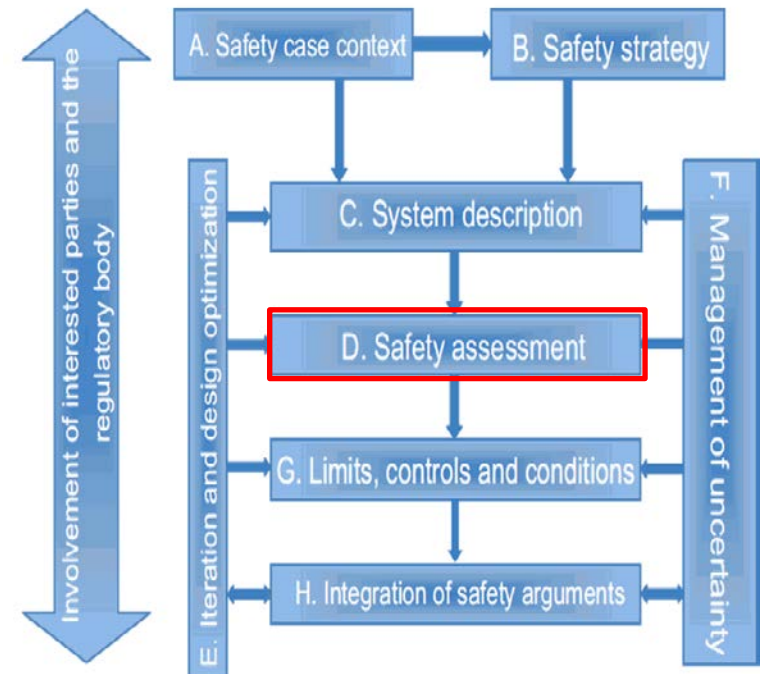 A. Safety case context
B. Safety strategy
Involvement of interested parties and the
regulatory body
E. Iteration and design optimization
C. System description
F. Management of uncertainty
D. Safety assessment
G. Limits, controls and conditions
H. Integration of safety arguments